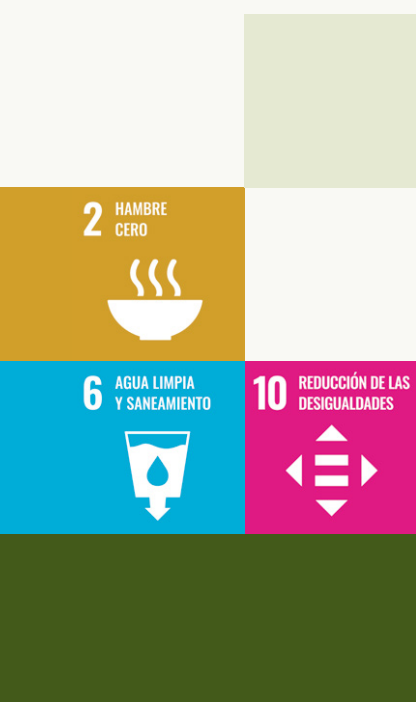 2 HAMBRE
CERO
6 AGUA LIMPIA
Y SANEAMIENTO
10 REDUCCIÓN DE LAS
DESIGUALDADES